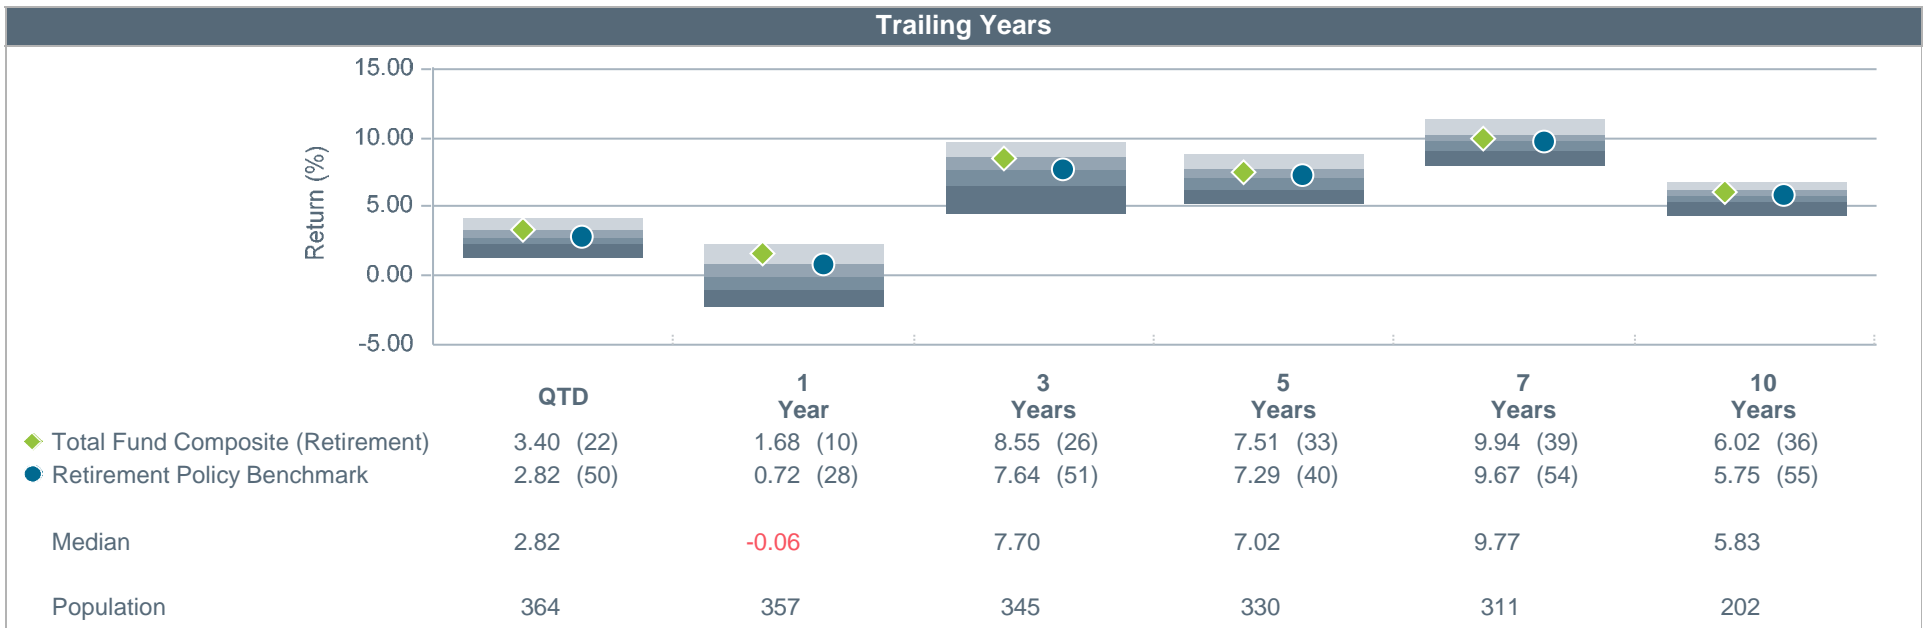 Trailing Years
15.00
10.00
5.00
0.00
-5.00
Return (%)
QTD
1 Year
3 Years
5 Years
7 Years
10 Years
Total Fund Composite (Retirement) 3.40 (22) 1.68 (10) 8.55 (26) 7.51 (33) 9.94 (39) 6.02 (36)
Retirement Policy Benchmark 2.82 (50) 0.72 (28) 7.64 (51) 7.29 (40) 9.67 (54) 5.75 (55)
Median 2.82 -0.06 7.70 7.02 9.77 5.83
Population 364 357 345 330 311 202